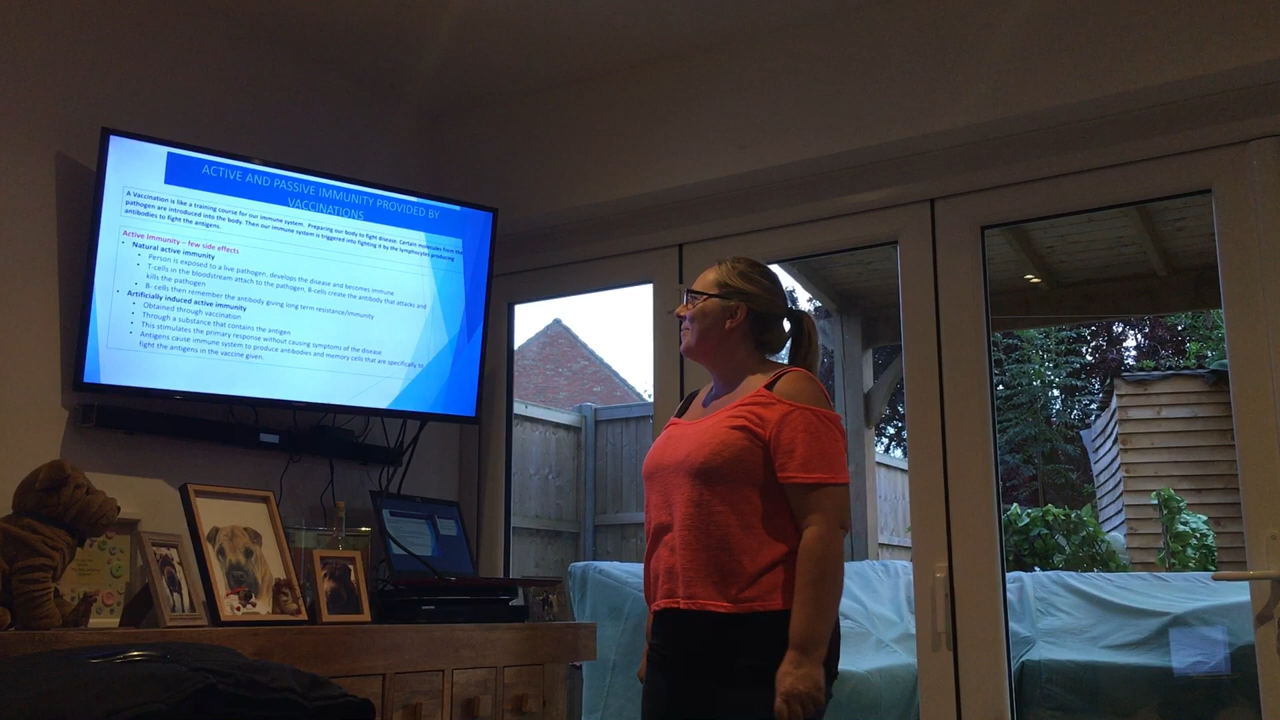 ACTIVE AND PASSIVE IMMUNITY PROVIDED BY
VACCINATIONS
A Vaccination is like a training course for our immune system. Preparing our body to fight disease. Certain molecules from the
pathogen are introduced into the body. Then our immune system is triggered into fighting it by the lymphocytes producing
antibodies to fight the antigens.
Active Immunity – few side effects
• Natural active immunity
• Person is exposed to a live pathogen, develops the disease and becomes immune
• T-cells in the bloodstream attach to the pathogen, B-cells create the antibody that attacks and
kills the pathogen
• B- cells then remember the antibody giving long term resistance/immunity
• Artificially induced active immunity
• Obtained through vaccination
• Through a substance that contains the antigen
• This stimulates the primary response without causing symptoms of the disease
• Antigens cause immune system to produce antibodies and memory cells that are specifically to
fight the antigens in the vaccine given.
SAMSUNG